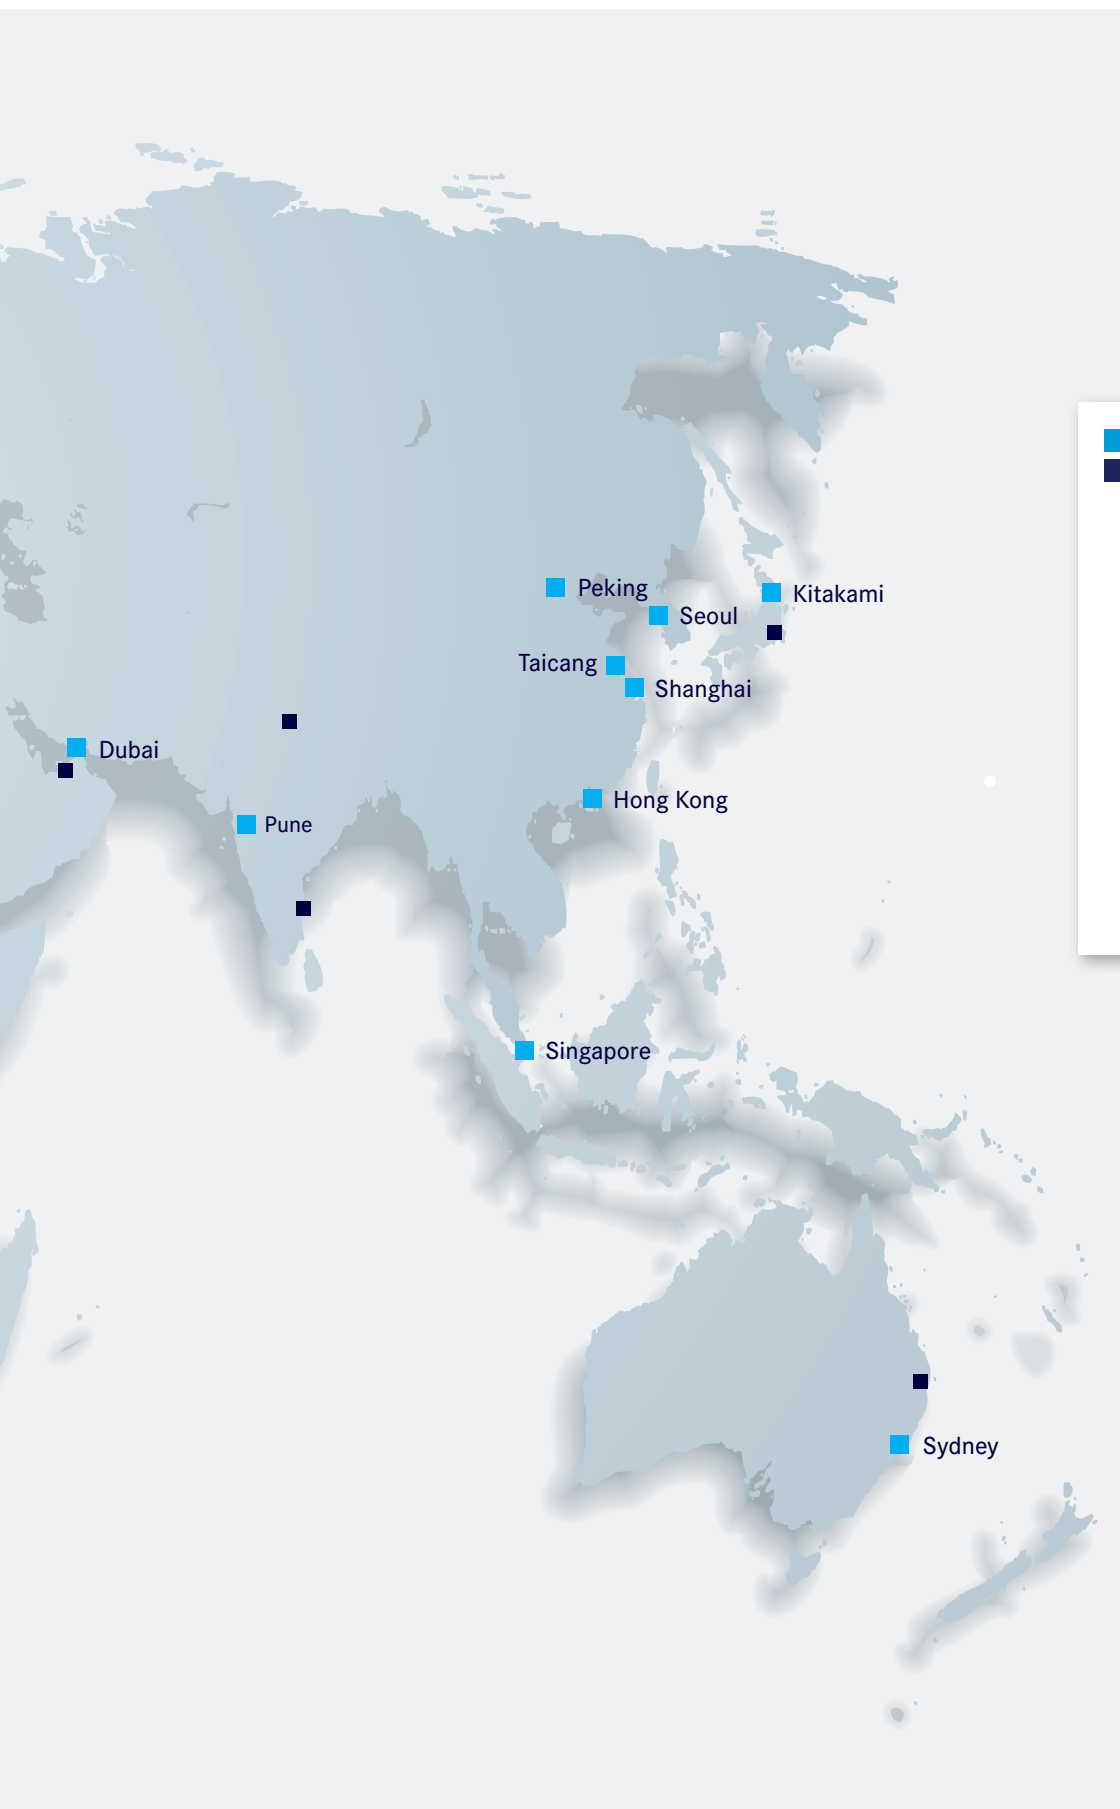 Peking
Kitakami
Seoul
Taicang
Shanghai
Dubai
Hong Kong
Pune
Singapore
Sydney